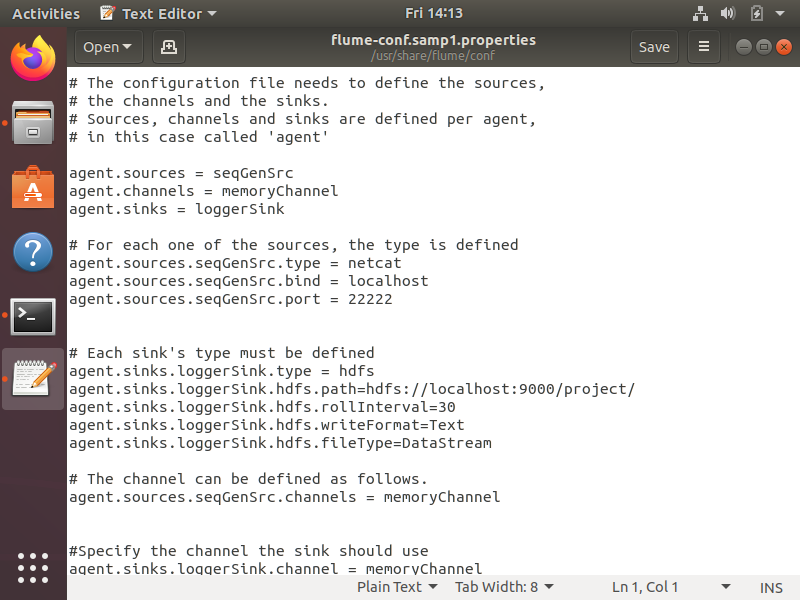 Activities
Text Editor
Fri 14:13
Open
flume-conf.samp1.properties
/usr/share/flume/conf
Save
# The configuration file needs to define the sources,
# the channels and the sinks.
# Sources, channels and sinks are defined per agent,
# in this case called 'agent'
agent.sources = seqGenSrc
agent.channels = memoryChannel
agent.sinks = loggerSink
# For each one of the sources, the type is defined
agent.sources.seqGenSrc.type = netcat
agent.sources.seqGenSrc.bind = localhost
agent.sources.seqGenSrc.port = 22222
# Each sink's type must be defined
agent.sinks.loggerSink.type = hdfs
agent.sinks.loggerSink.hdfs.path=hdfs://localhost:9000/project/
agent.sinks.loggerSink.hdfs.rollInterval=30
agent.sinks.loggerSink.hdfs.writeFormat=Text
agent.sinks.loggerSink.hdfs.fileType=DataStream
# The channel can be defined as follows.
agent.sources.seqGenSrc.channels = memoryChannel
#Specify the channel the sink should use
agent.sinks.loggerSink.channel = memoryChannel
Plain Text
Tab Width: 8
Ln 1, Col 1
INS